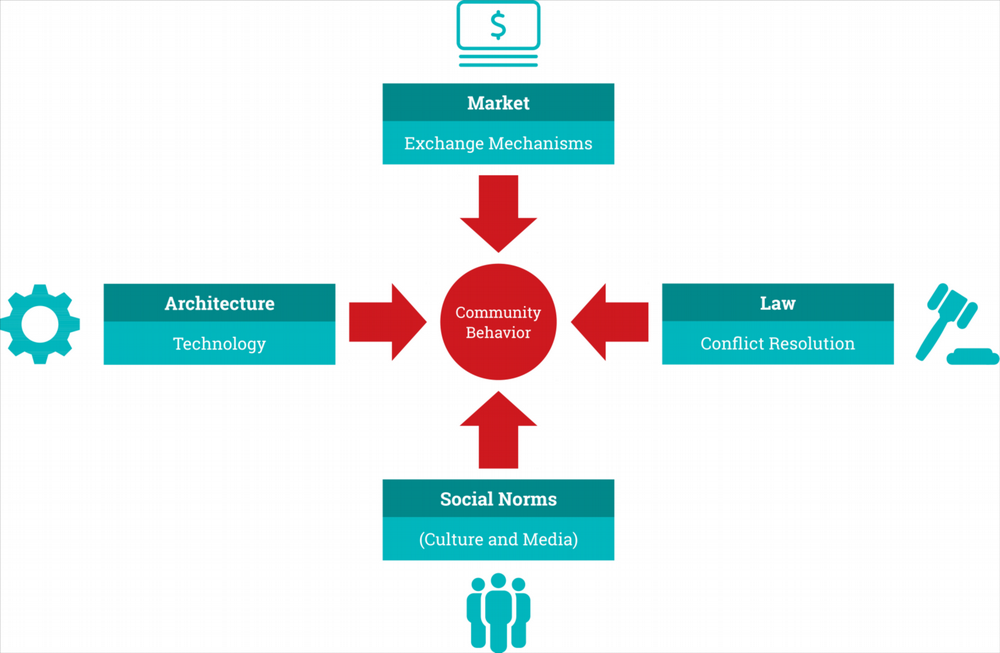 $
Market
Exchange Mechanisms
Architecture
Technology
Community
Behavior
Law
Conflict Resolution
Social Norms
(Culture and Media)